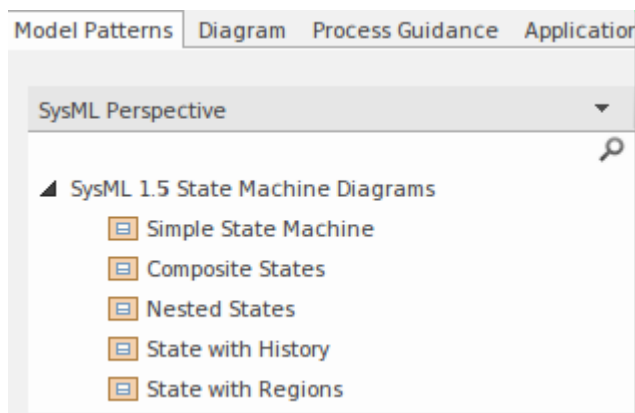 Model Patterns Diagram Process Guidance Application
SysML Perspective
SysML 1.5 State Machine Diagrams
Simple State Machine
Composite States
Nested States
State with History
State with Regions